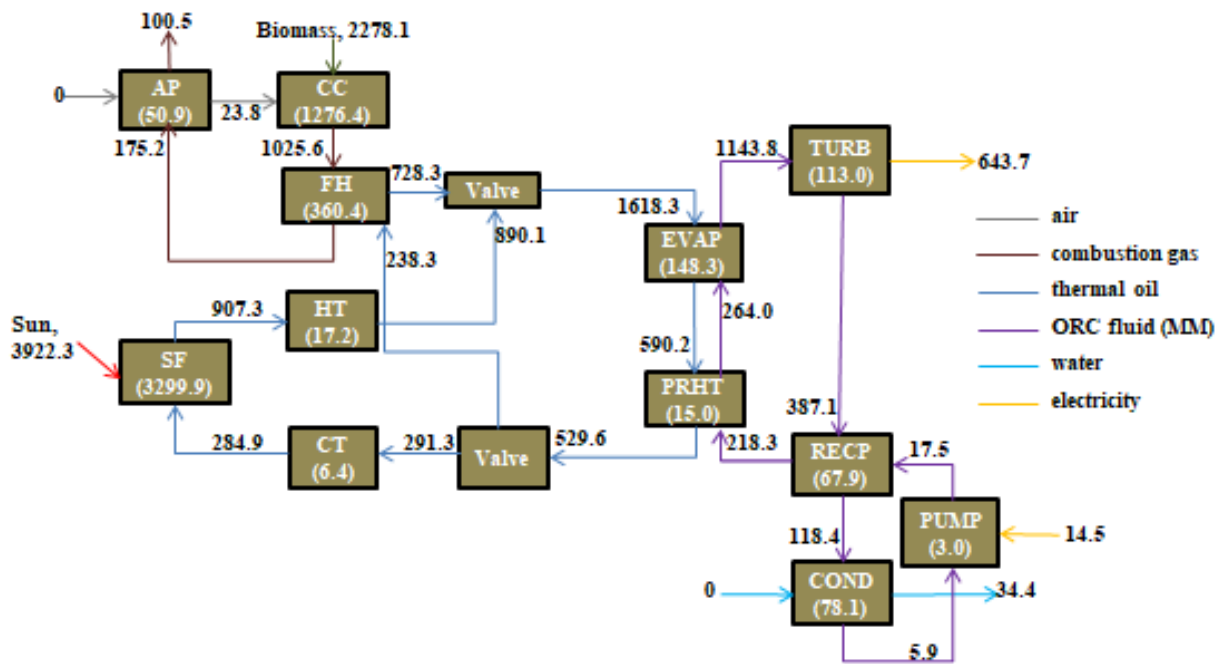 100.5
Biomass, 2278.1
AP
(50.9)
CC
(1276.4)
0
23.8
175.2
1025.6
FH
(360.4)
728.3
Valve
1618.3
890.1
238.3
EVAP
(148.3)
1143.8
TURB
(113.0)
643.7
air
combustion gas
thermal oil
ORC fluid (MM)
water
electricity
907.3
HT
(17.2)
264.0
Sun,
3922.3
SF
(3299.9)
590.2
PRHT
(15.0)
387.1
284.9
CT
(6.4)
291.3
Valve
529.6
218.3
RECP
(67.9)
17.5
PUMP
(3.0)
14.5
118.4
0
COND
(78.1)
34.4
5.9